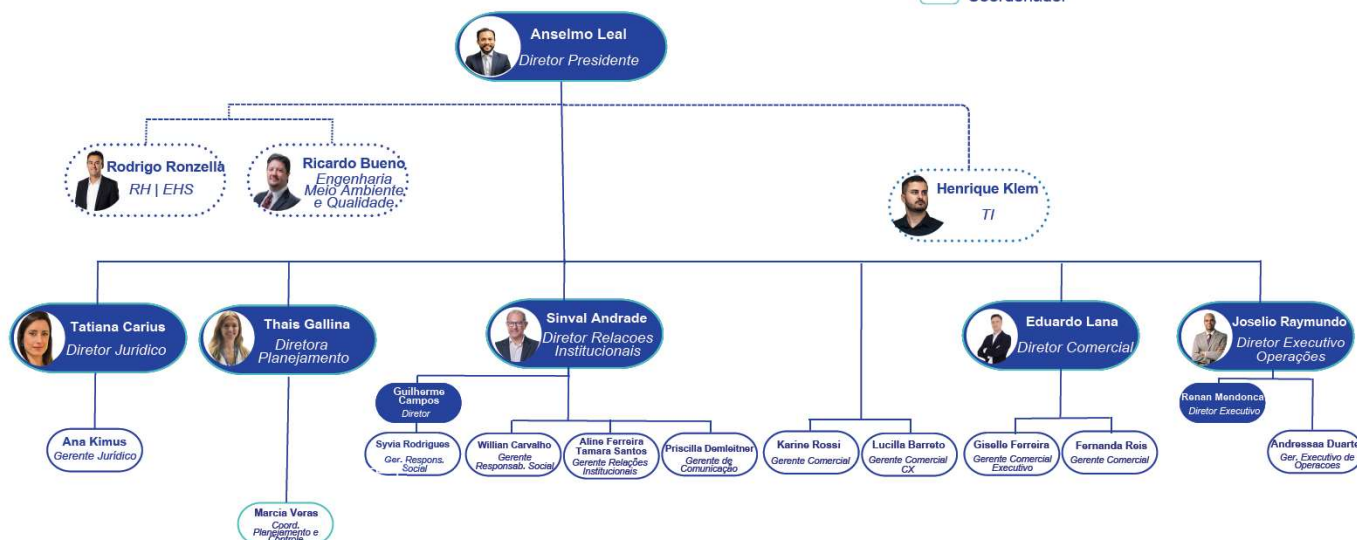 Coordenador
Anselmo Leal
Diretor Presidente
Rodrigo Ronzella
RH | EHS
Ricardo Bueno
Engenharia
Meio Ambiente
e Qualidade
Henrique Klem
TI
Tatiana Carius
Diretor Jurídico
Thais Gallina
Diretora
Planejamento
Sinval Andrade
Diretor Relacoes
Institucionais
Eduardo Lana
Diretor Comercial
Joselio Raymundo
Diretor Executivo
Operações
Guilherme
Campos
Diretor
Renan Mendonca
Diretor Executivo
Ana Kimus
Gerente Jurídico
Syvia Rodrigues
Ger. Respons.
Social
Willian Carvalho
Gerente
Responsab. Social
Aline Ferreira
Tamara Santos
Gerente Relações
Institucionais
Priscilla Demleitner
Gerente de
Comunicação
Karine Rossi
Gerente Comercial
Lucilla Barreto
Gerente Comercial
CX
Giselle Ferreira
Gerente Comercial
Executivo
Fernanda Reis
Gerente Comercial
Andressa Duarte
Ger. Executivo de
Operacoes
Marcia Veras
Coord.
Planejamento e
Controle